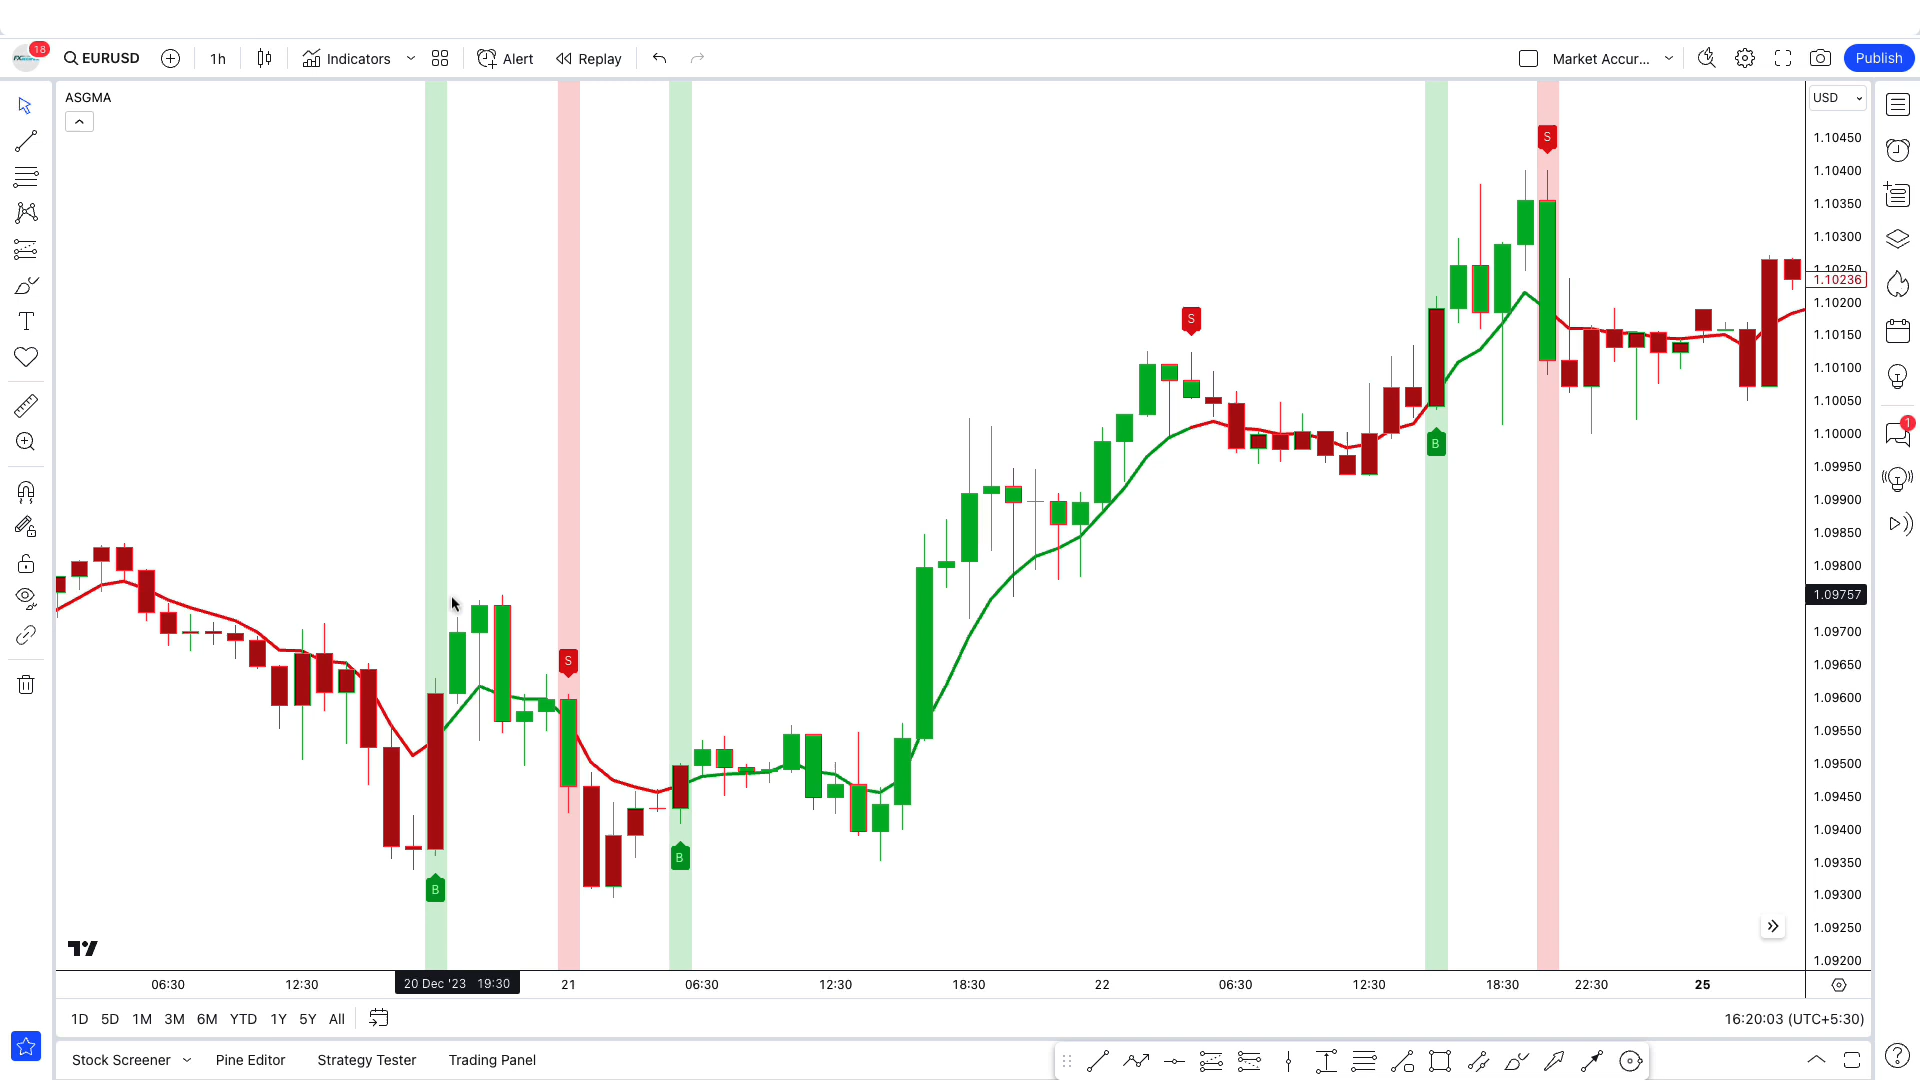 18
EURUSD
1h
Indicators
Alert
Replay
Market Accur...
Publish
ASGMA
USD
1.10450
1.10400
1.10350
1.10300
1.10250
1.10236
1.10200
1.10150
1.10100
1.10050
1.10000
1.09950
1.09900
1.09850
1.09800
1.09757
1.09700
1.09650
1.09600
1.09550
1.09500
1.09450
1.09400
1.09350
1.09300
1.09250
1.09200
S
S
B
S
B
B
1
06:30 12:30 20 Dec '23 19:30 21 06:30 12:30 18:30 22 06:30 12:30 18:30 22:30 25
1D 5D 1M 3M 6M YTD 1Y 5Y All
16:20:03 (UTC+5:30)
Stock Screener Pine Editor Strategy Tester Trading Panel